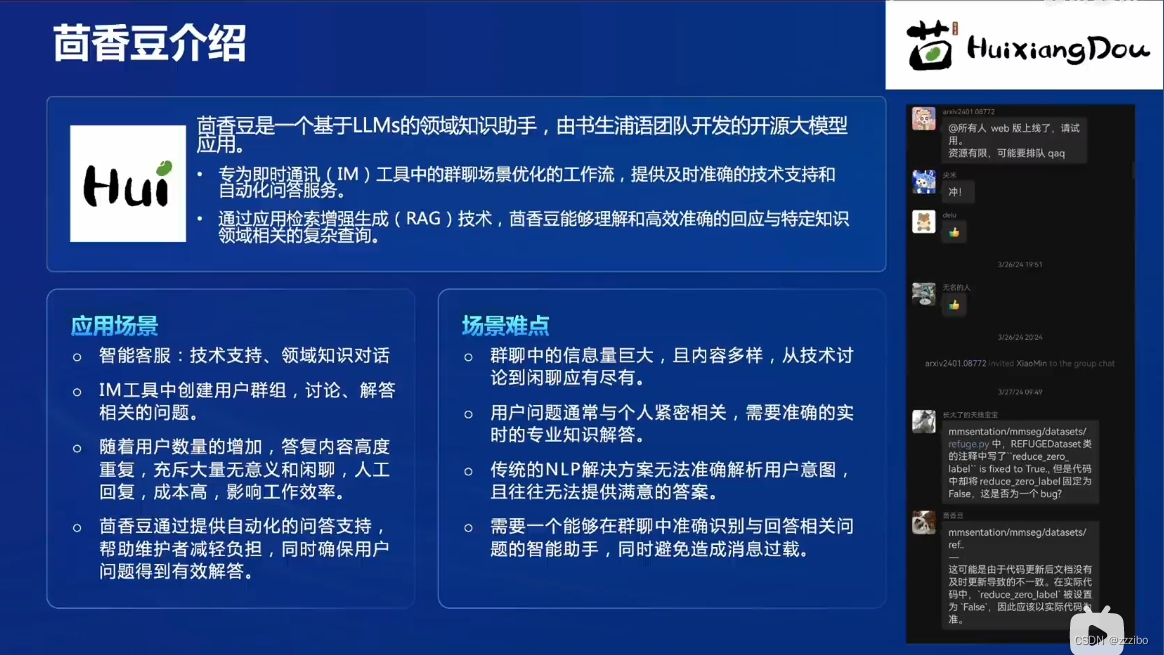 茴香豆介绍
茴
HuixiangDou
Hui
茴香豆是一个基于LLMs的领域知识助手，由书生浦语团队开发的开源大模型
应用。
• 专为即时通讯（IM）工具中的群聊场景优化的工作流，提供及时准确的技术支持和
自动化问答服务。
• 通过应用检索增强生成（RAG）技术，茴香豆能够理解和高效准确的回应与特定知识
领域相关的复杂查询。
应用场景
智能客服：技术支持、领域知识对话
IM工具中创建用户群组，讨论、解答
相关的问题。
随着用户数量的增加，答复内容高度
重复，充斥大量无意义和闲聊，人工
回复，成本高，影响工作效率。
茴香豆通过提供自动化的问答支持，
帮助维护者减轻负担，同时确保用户
问题得到有效解答。
场景难点
群聊中的信息量巨大，且内容多样，从技术讨
论到闲聊应有尽有。
用户问题通常与个人紧密相关，需要准确的实
时的专业知识解答。
传统的NLP解决方案无法准确解析用户意图，
且往往无法提供满意的答案。
需要一个能够在群聊中准确识别与回答相关问
题的智能助手，同时避免造成消息过载。
arxiv2401.08772
@所有人 web 版上线了，请试
用。
资源有限，可能要排队 qaq
尖米
冲！
delu
3/26/24 19:51
无名的人
3/26/24 20:24
arxiv2401.08772 invited XiaoMin to the group chat
3/27/24 09:49
长大了的天线宝宝
mmsentation/mmseg/datasets/
refuge.py 中，REFUGEDataset 类
的注释中写了 ``reduce_zero_
label`` is fixed to True., 但是代码
中却将 reduce_zero_label 固定为
False，这是否为一个 bug?
茴香豆
mmsentation/mmseg/datasets/
ref..
—
这可能是由于代码更新后文档没有
及时更新导致的不一致。在实际代
码中，`reduce_zero_label` 被设置
为 `False`，因此应该以实际代码为
准。
CSDN @zzzibo